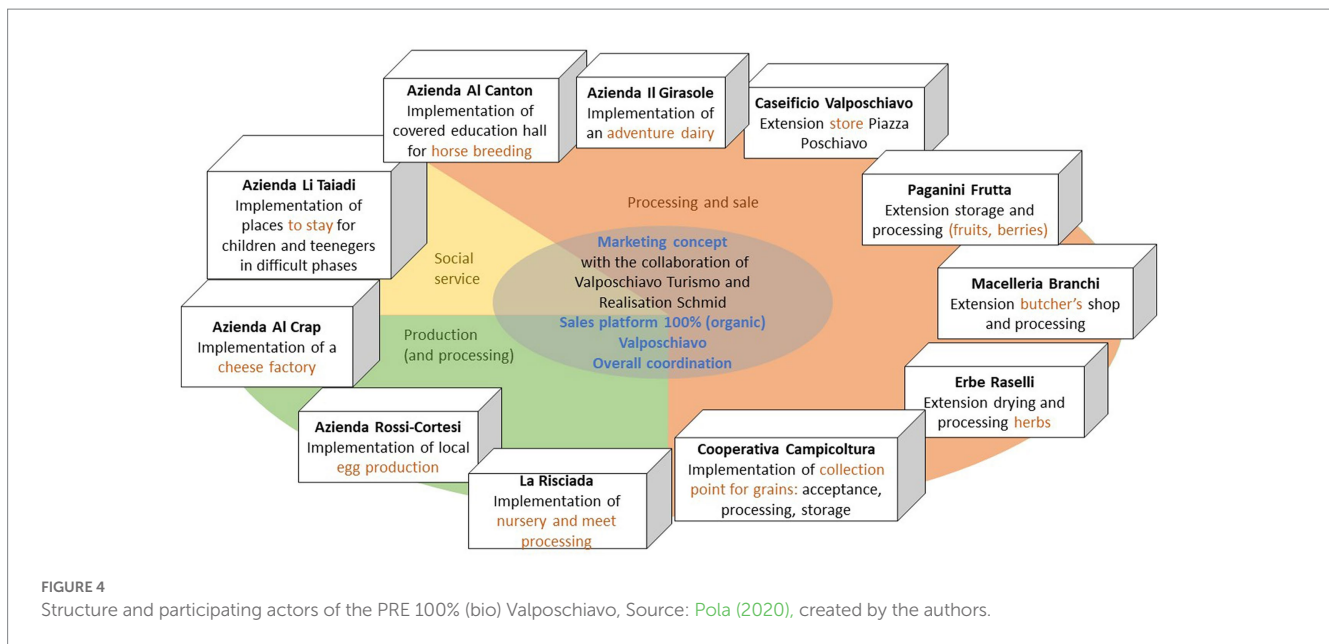 Azienda Al Canton
Implementation of
covered education hall
for horse breeding
Azienda Il Girasole
Implementation of
an adventure dairy
Caseificio Valposchiavo
Extension store Piazza
Poschiavo
Azienda Li Taiadi
Implementation of
places to stay for
children and teenegers
in difficult phases
Paganini Frutta
Extension storage and
processing (fruits, berries)
Processing and sale
Social
service
Marketing concept
with the collaboration of
Valposchiavo Turismo and
Realisation Schmid
Sales platform 100% (organic)
Valposchiavo
Overall coordination
Macelleria Branchi
Extension butcher's shop
and processing
Azienda Al Crap
Implementation of a
cheese factory
Production
(and processing)
Erbe Raselli
Extension drying and
processing herbs
Azienda Rossi-Cortesi
Implementation of local
egg production
La Risciada
Implementation of
nursery and meet
processing
Cooperativa Campicoltura
Implementation of collection
point for grains: acceptance,
processing, storage
FIGURE 4
Structure and participating actors of the PRE 100% (bio) Valposchiavo, Source: Pola (2020), created by the authors.